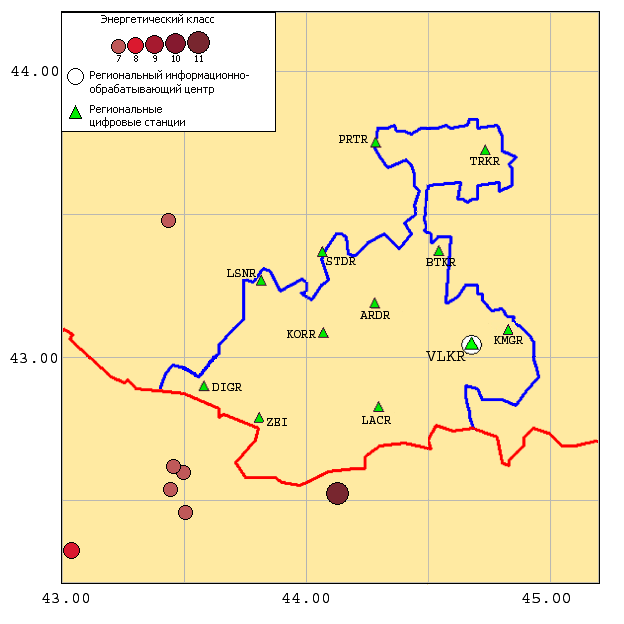 Энергетический класс
7 8 9 10 11
Региональный информационно-
обрабатывающий центр
Региональные
цифровые станции
44.00
PRTR
TRKR
BTKR
STDR
LSNR
ARDR
KORR
KMGR
43.00
VLKR
DIGR
LACR
ZEI
43.00 44.00 45.00